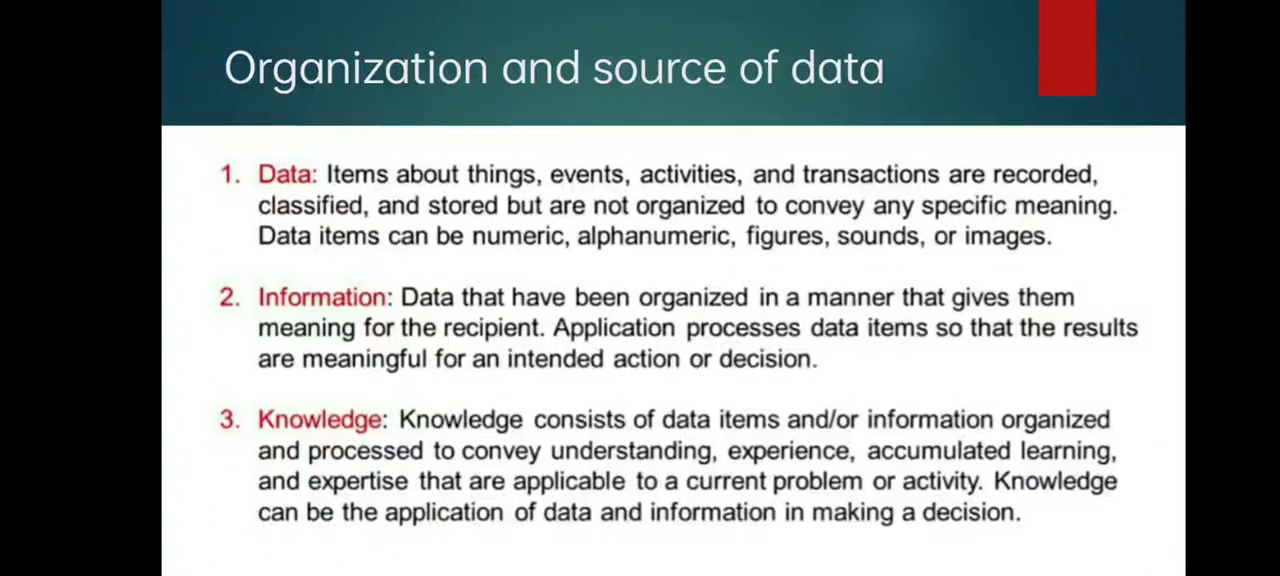 Organization and source of data
1. Data: Items about things, events, activities, and transactions are recorded,
classified, and stored but are not organized to convey any specific meaning.
Data items can be numeric, alphanumeric, figures, sounds, or images.
2. Information: Data that have been organized in a manner that gives them
meaning for the recipient. Application processes data items so that the results
are meaningful for an intended action or decision.
3. Knowledge: Knowledge consists of data items and/or information organized
and processed to convey understanding, experience, accumulated learning,
and expertise that are applicable to a current problem or activity. Knowledge
can be the application of data and information in making a decision.